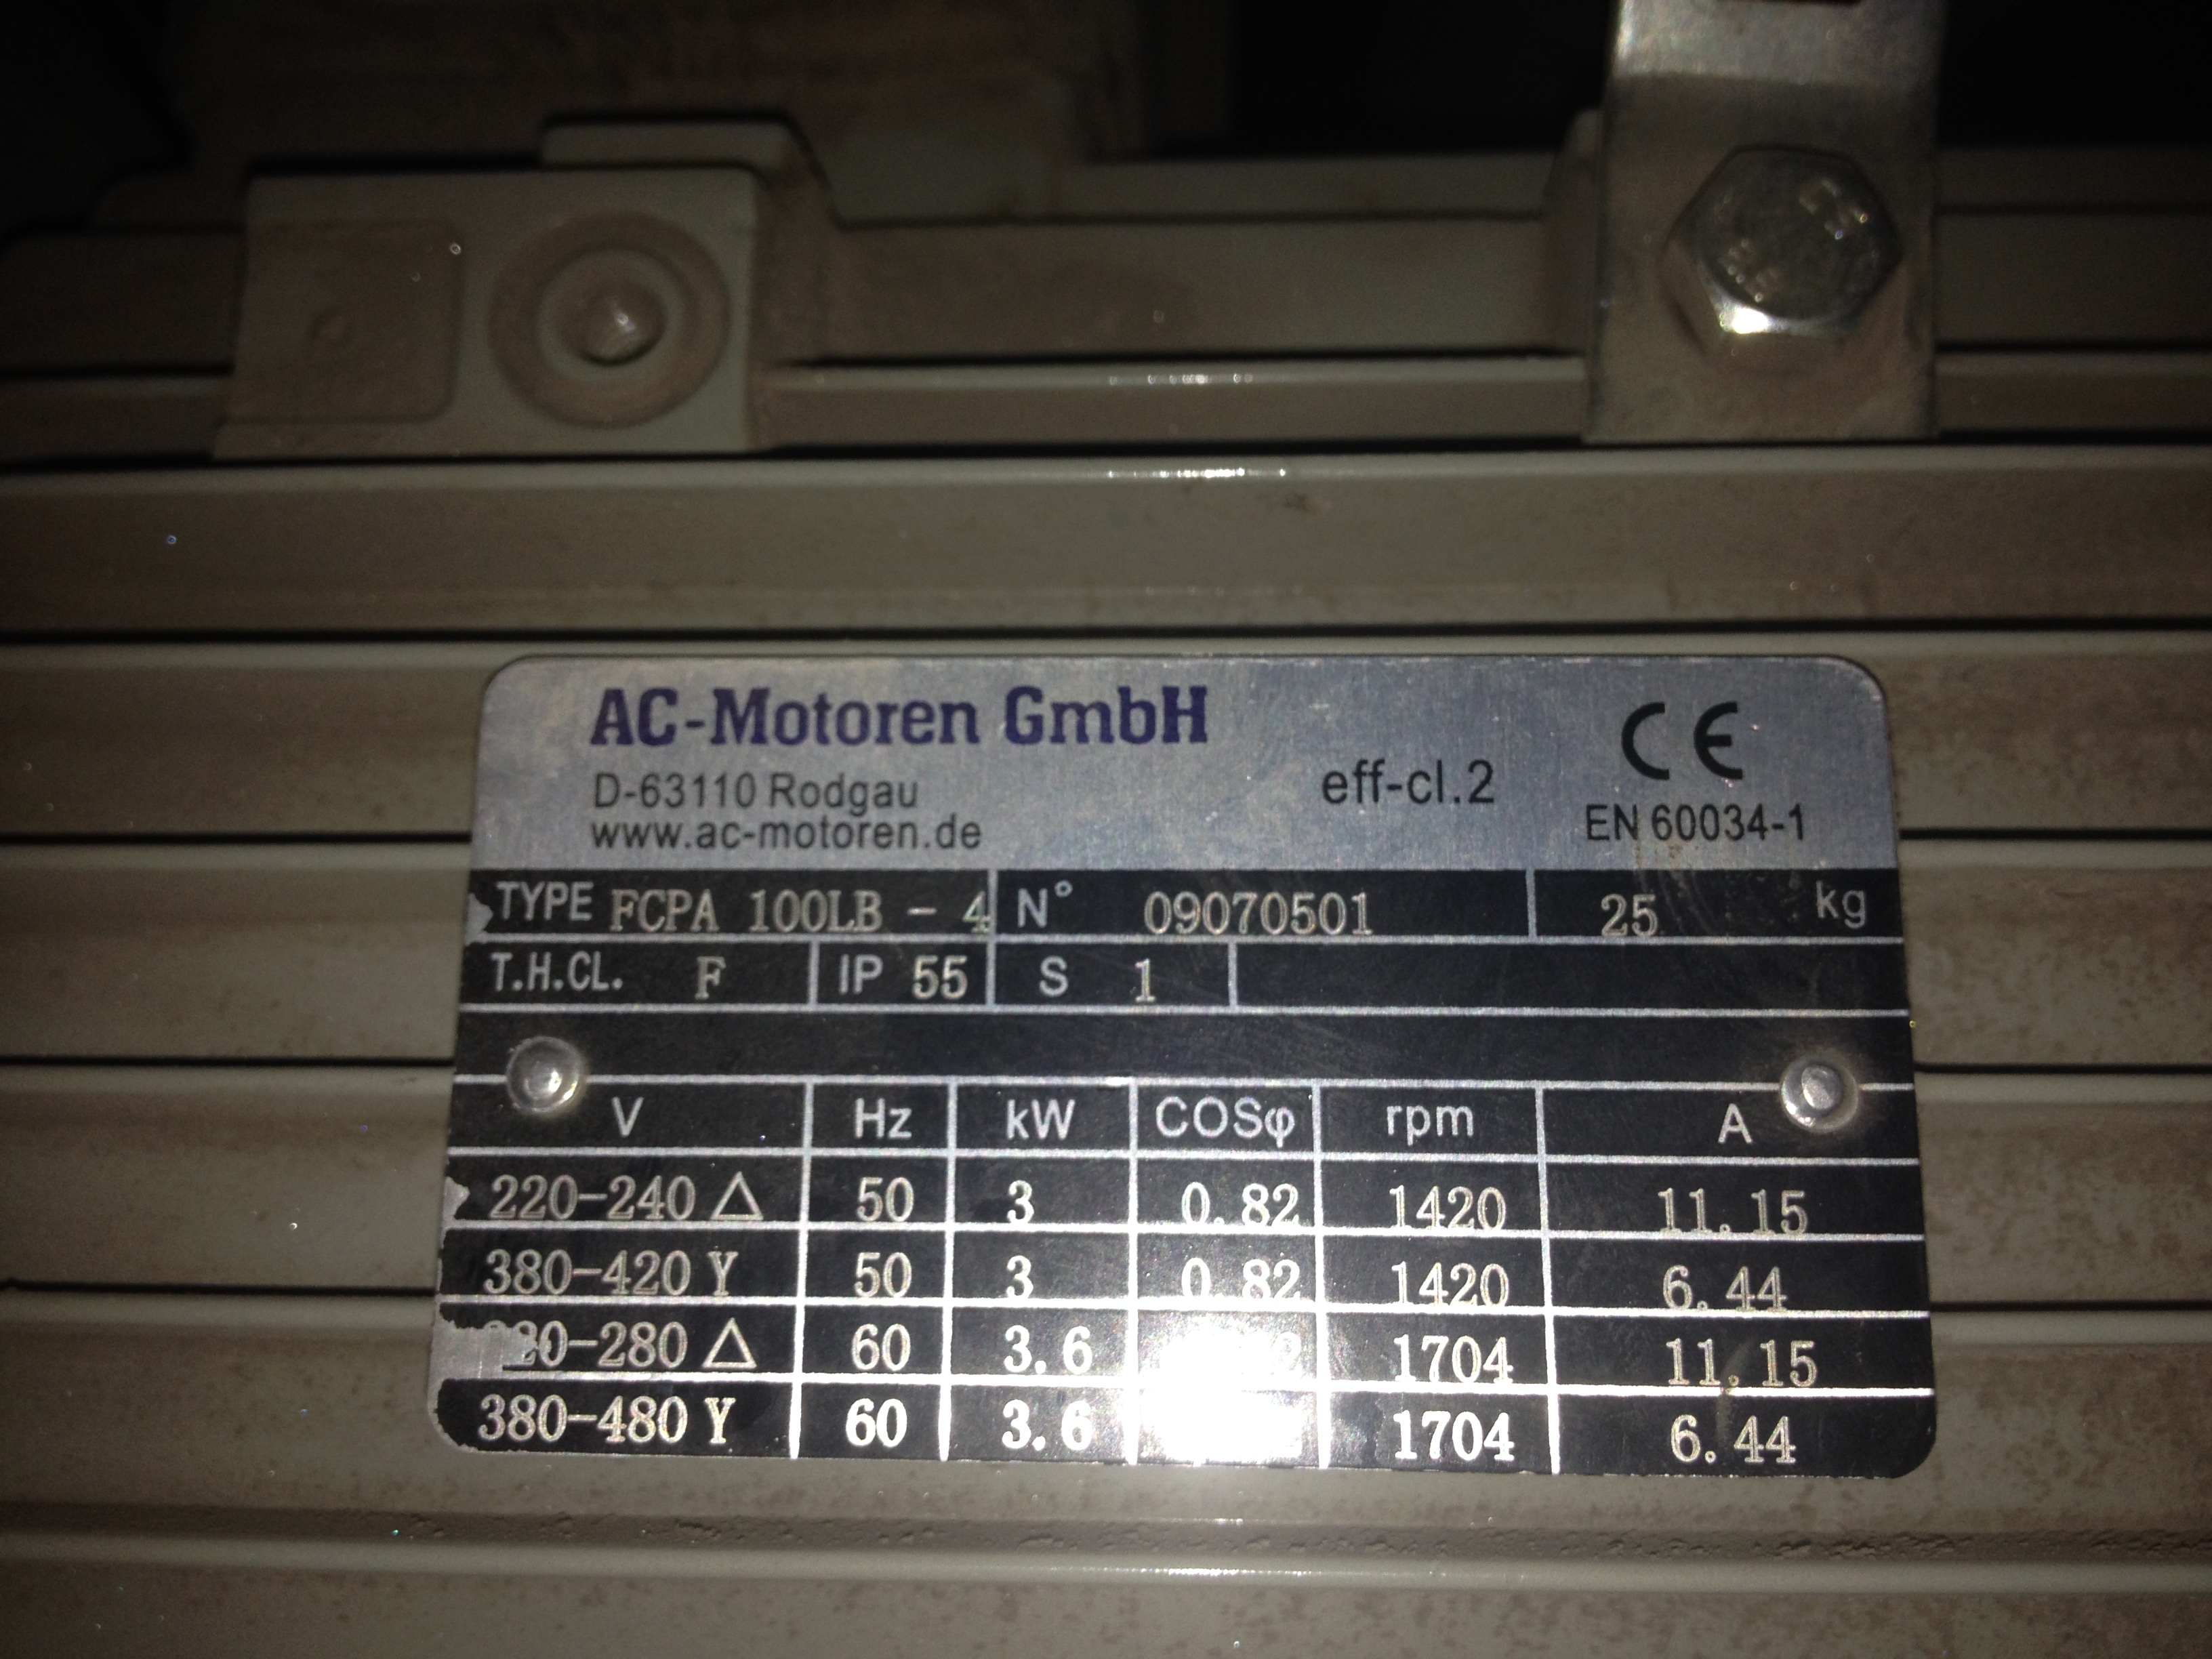 AC-Motoren GmbH
D-63110 Rodgau
www.ac-motoren.de
eff-cl.2
CE
EN 60034-1
TYPE FCPA 100LB - 4 N° 09070501 25 kg
T.H.CL. F IP 55 S 1
V Hz kW COSφ rpm A
220-240 △ 50 3 0.82 1420 11.15
380-420 Y 50 3 0.82 1420 6.44
-280 △ 60 3.6 1704 11.15
380-480 Y 60 3.6 1704 6.44